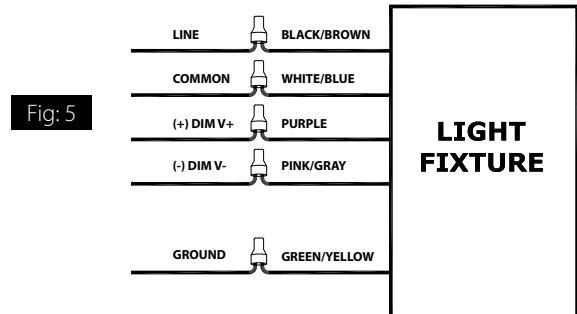 LINE BLACK/BROWN
COMMON WHITE/BLUE
Fig: 5
(+) DIM V+ PURPLE
LIGHT
FIXTURE
(-) DIM V- PINK/GRAY
GROUND GREEN/YELLOW